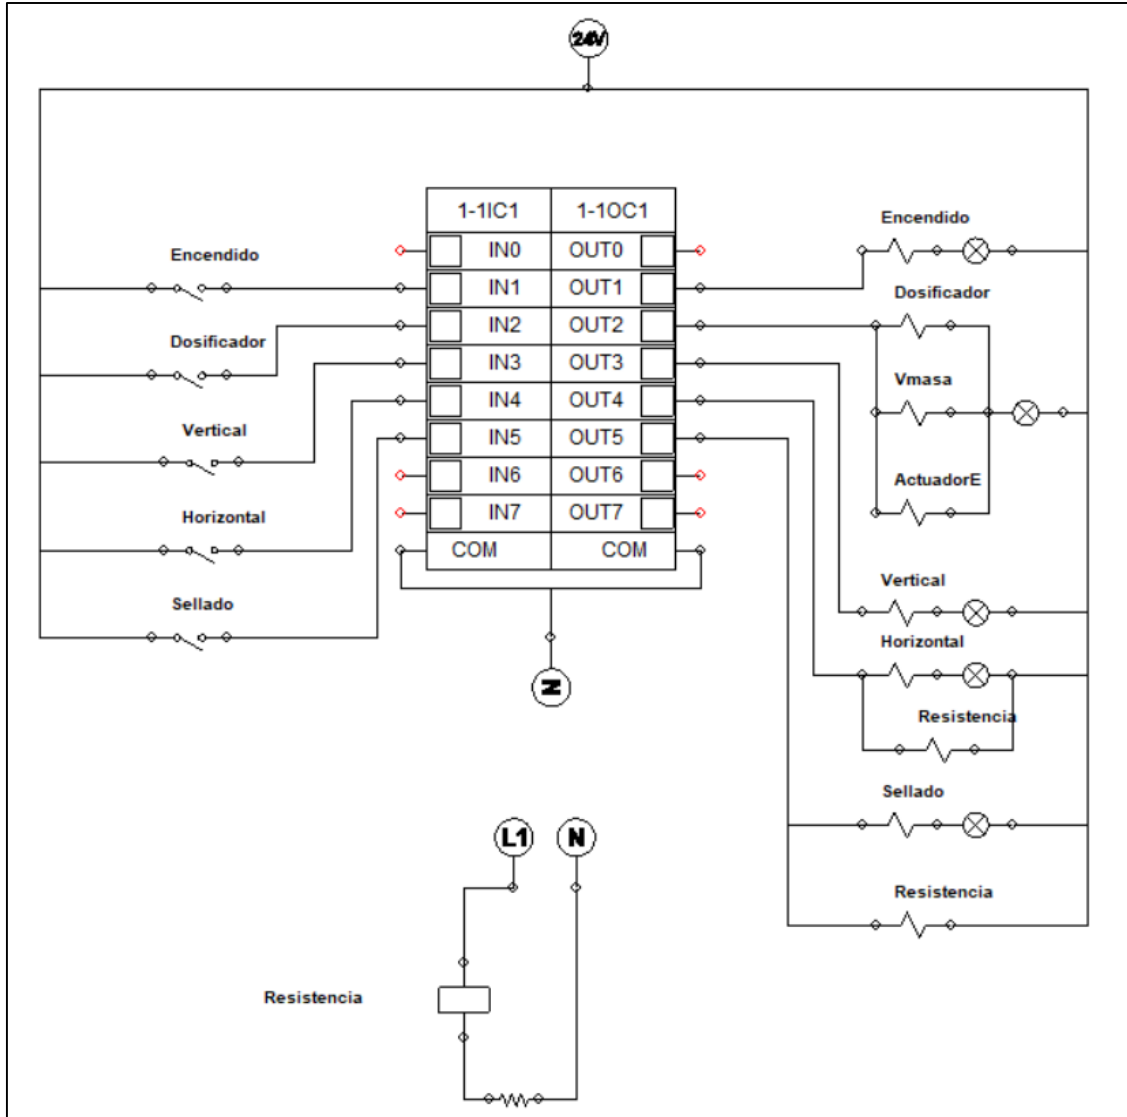 24V
1-1IC1 1-1OC1
IN0 OUT0
IN1 OUT1
IN2 OUT2
IN3 OUT3
IN4 OUT4
IN5 OUT5
IN6 OUT6
IN7 OUT7
COM COM
N
Encendido
Dosificador
Vertical
Horizontal
Sellado
Encendido
Dosificador
Vmasa
ActuadorE
Vertical
Horizontal
Resistencia
Sellado
Resistencia
L1 N
Resistencia